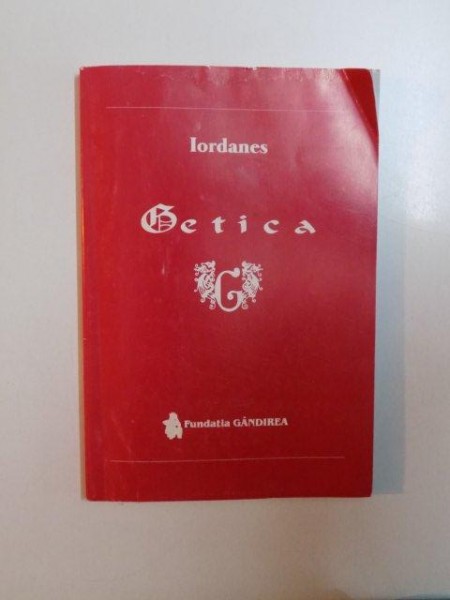 Iordanes
Getica
G
Fundatia GÂNDIREA